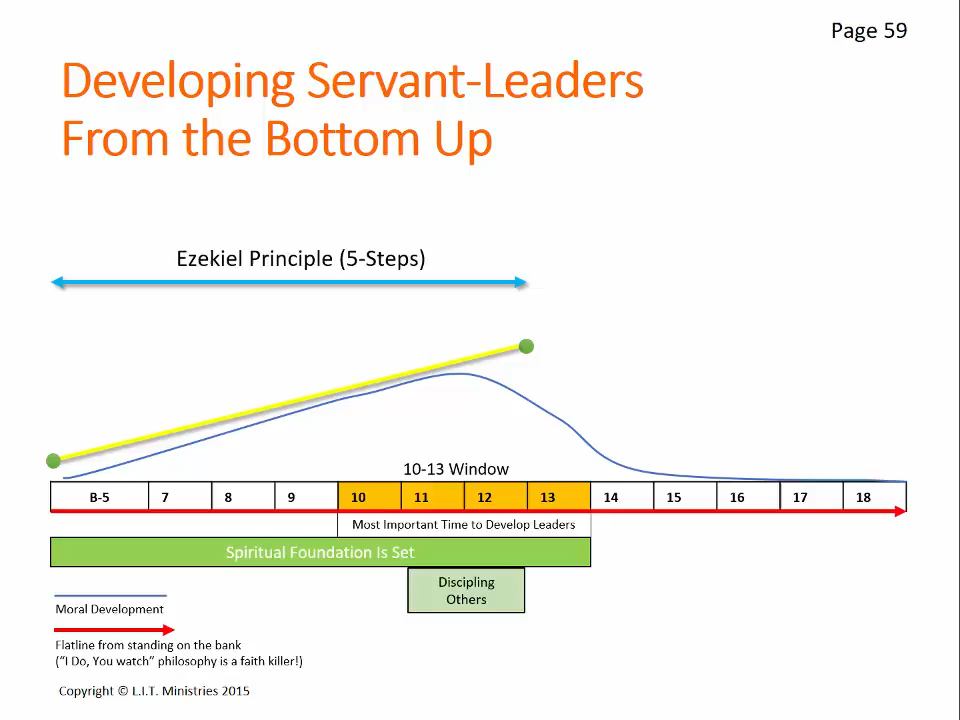 Page 59
Developing Servant-Leaders
From the Bottom Up
Ezekiel Principle (5-Steps)
10-13 Window
B-5 7 8 9 10 11 12 13 14 15 16 17 18
Most Important Time to Develop Leaders
Spiritual Foundation Is Set
Discipling
Others
Moral Development
Flatline from standing on the bank
(“I Do, You watch” philosophy is a faith killer!)
Copyright © L.I.T. Ministries 2015